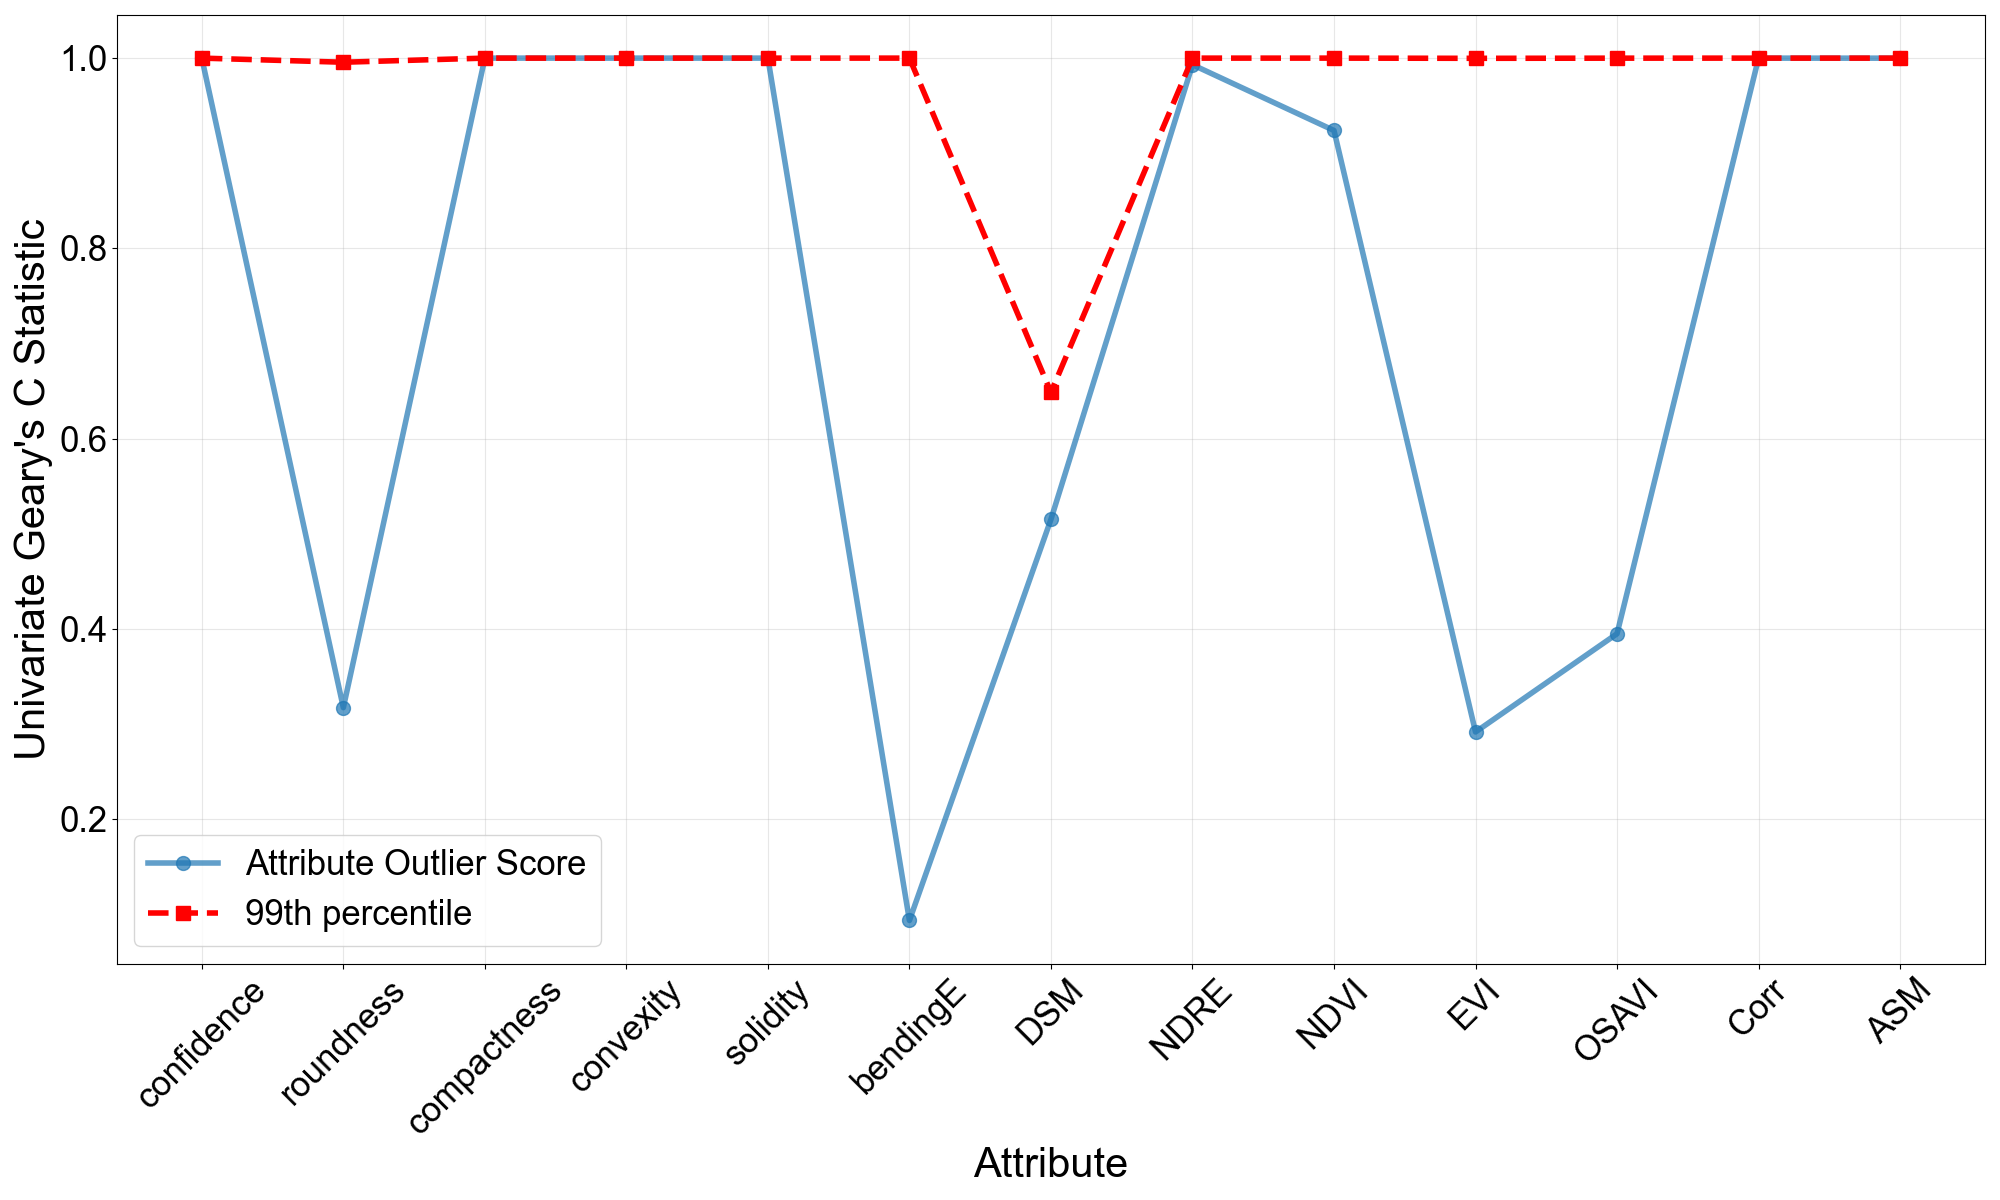 Univariate Geary's C Statistic
1.0
0.8
0.6
0.4
0.2
Attribute Outlier Score
99th percentile
confidence
roundness
compactness
convexity
solidity
bendingE
DSM
NDRE
NDVI
EVI
OSAVI
Corr
ASM
Attribute